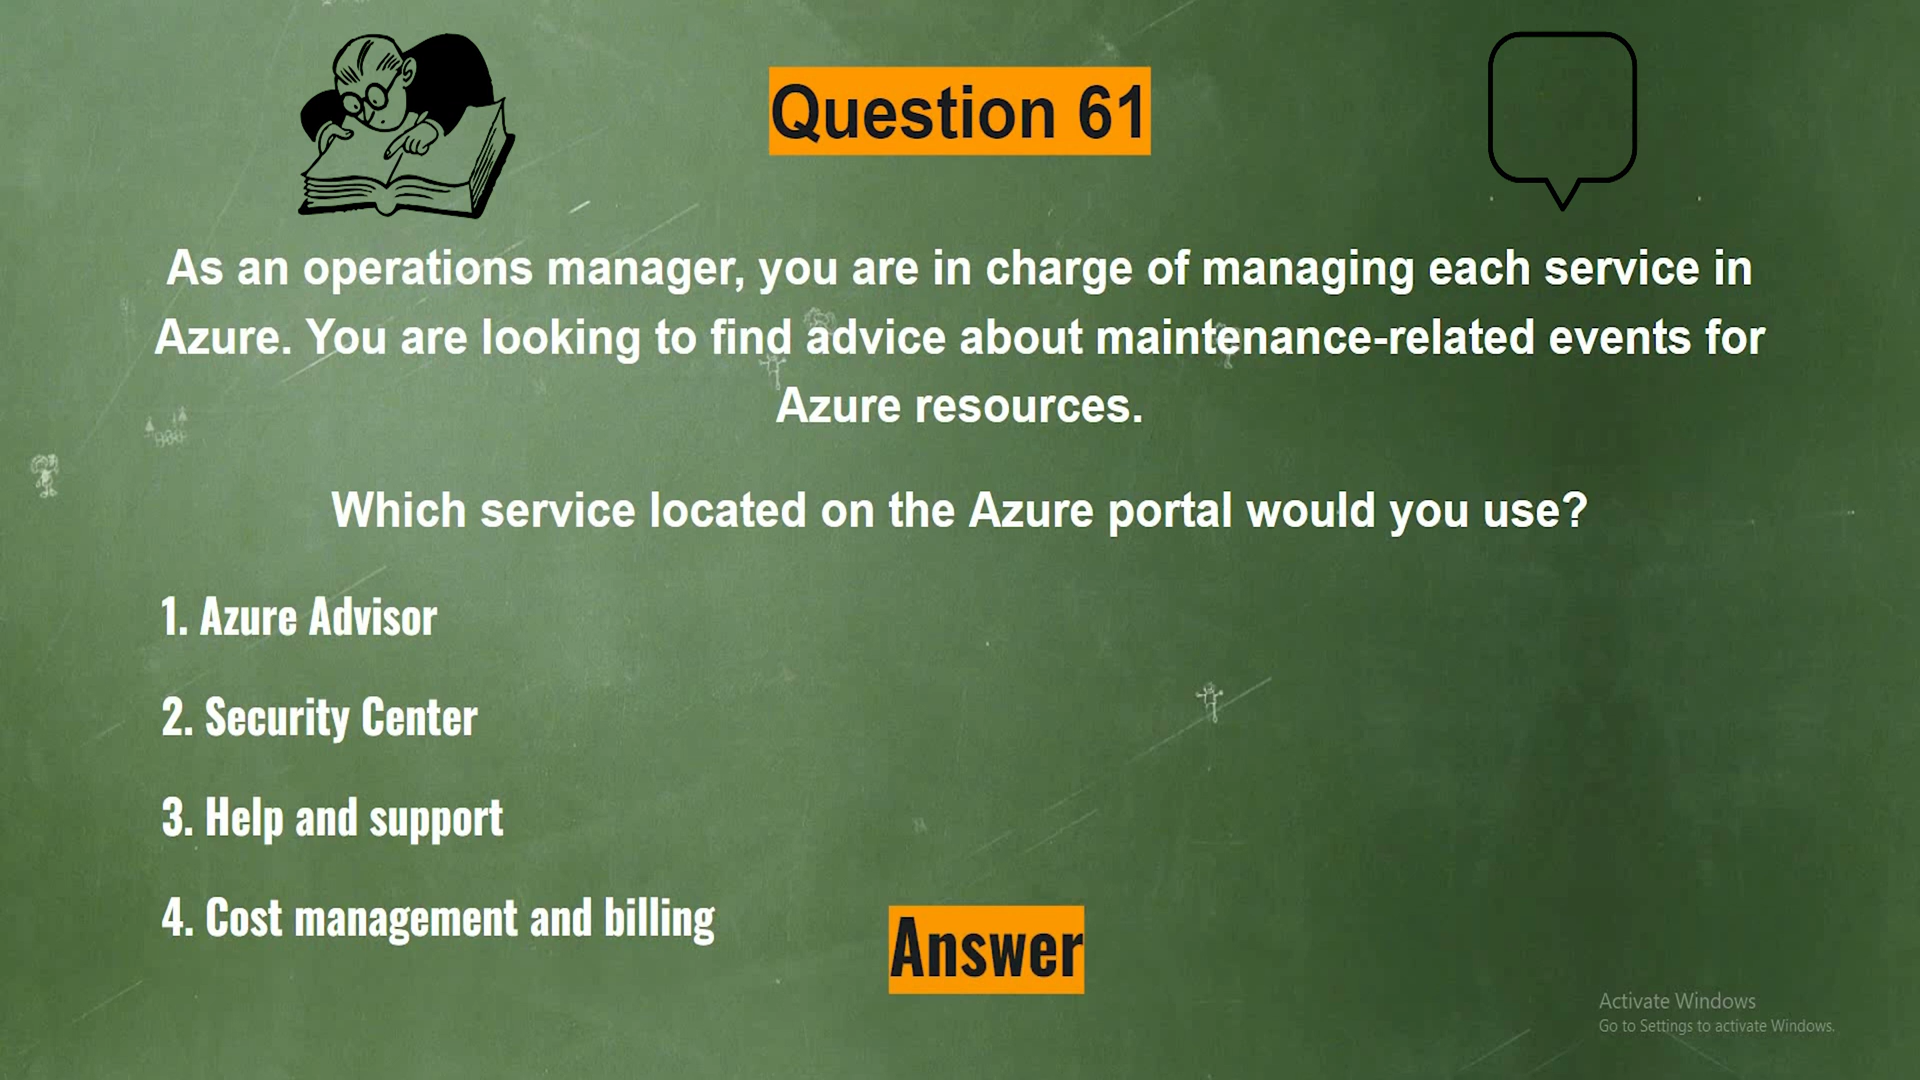 Question 61
As an operations manager, you are in charge of managing each service in
Azure. You are looking to find advice about maintenance-related events for
Azure resources.
Which service located on the Azure portal would you use?
1. Azure Advisor
2. Security Center
3. Help and support
4. Cost management and billing
Answer
Activate Windows
Go to Settings to activate Windows.